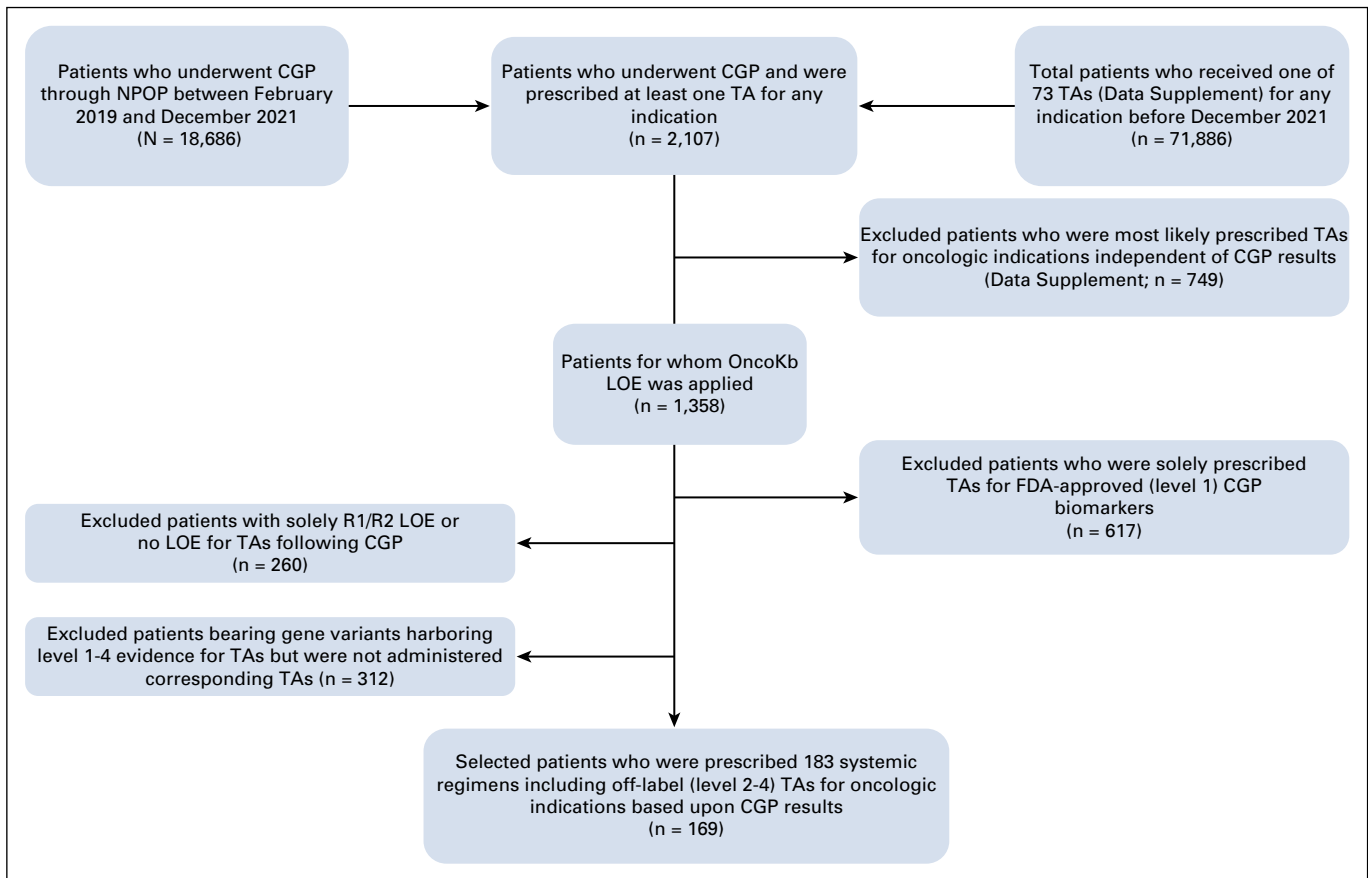 Patients who underwent CGP
through NPOP between February
2019 and December 2021
(N = 18,686)
Patients who underwent CGP and were
prescribed at least one TA for any
indication
(n = 2,107)
Total patients who received one of
73 TAs (Data Supplement) for any
indication before December 2021
(n = 71,886)
Excluded patients who were most likely prescribed TAs
for oncologic indications independent of CGP results
(Data Supplement; n = 749)
Patients for whom OncoKb
LOE was applied
(n = 1,358)
Excluded patients who were solely prescribed
TAs for FDA-approved (level 1) CGP
biomarkers
(n = 617)
Excluded patients with solely R1/R2 LOE or
no LOE for TAs following CGP
(n = 260)
Excluded patients bearing gene variants harboring
level 1-4 evidence for TAs but were not administered
corresponding TAs (n = 312)
Selected patients who were prescribed 183 systemic
regimens including off-label (level 2-4) TAs for oncologic
indications based upon CGP results
(n = 169)